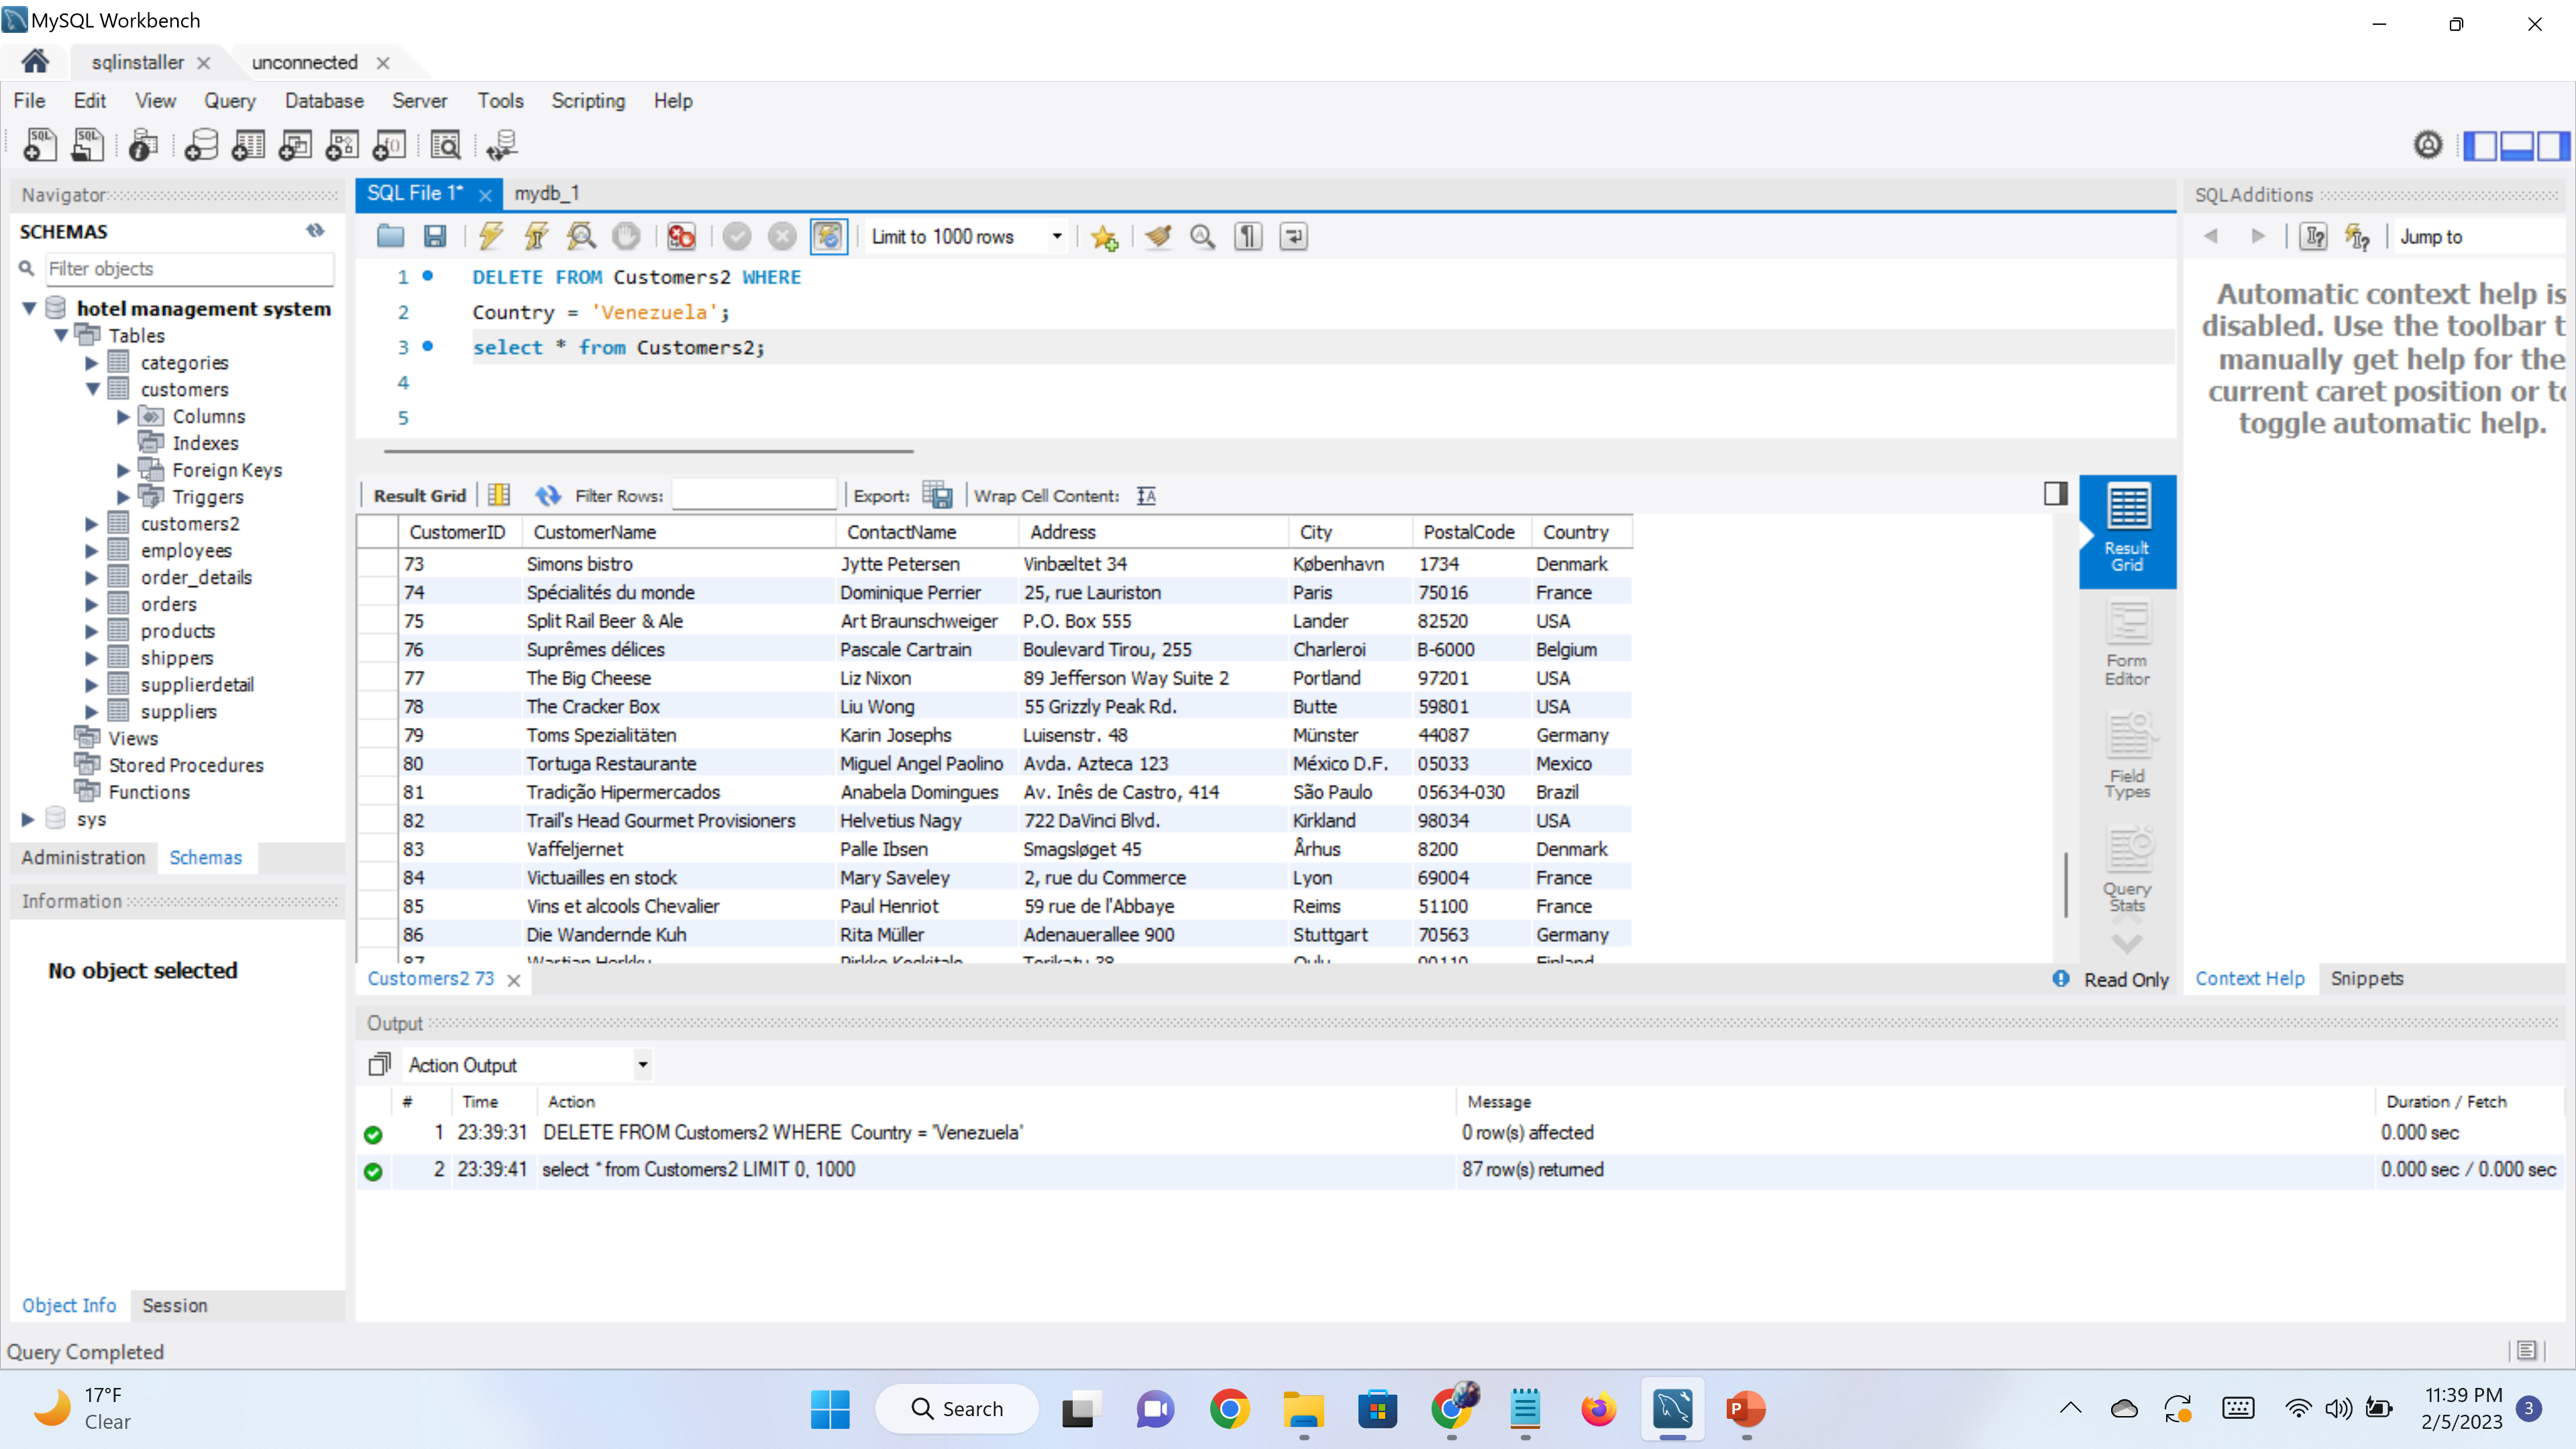 MySQL Workbench
sqlinstaller
unconnected
File Edit View Query Database Server Tools Scripting Help
Navigator
SCHEMAS
Filter objects
hotel management system
Tables
categories
customers
Columns
Indexes
Foreign Keys
Triggers
customers2
employees
order_details
orders
products
shippers
supplierdetail
suppliers
Views
Stored Procedures
Functions
sys
Administration Schemas
Information
No object selected
Object Info Session
SQL File 1* mydb_1
Limit to 1000 rows
1 DELETE FROM Customers2 WHERE
2 Country = 'Venezuela';
3 select * from Customers2;
4
5
Result Grid Filter Rows: Export: Wrap Cell Content:
CustomerID CustomerName ContactName Address City PostalCode Country
73 Simons bistro Jytte Petersen Vinbæltet 34 København 1734 Denmark
74 Spécialités du monde Dominique Perrier 25, rue Lauriston Paris 75016 France
75 Split Rail Beer & Ale Art Braunschweiger P.O. Box 555 Lander 82520 USA
76 Suprêmes délices Pascale Cartrain Boulevard Tirou, 255 Charleroi B-6000 Belgium
77 The Big Cheese Liz Nixon 89 Jefferson Way Suite 2 Portland 97201 USA
78 The Cracker Box Liu Wong 55 Grizzly Peak Rd. Butte 59801 USA
79 Toms Spezialitäten Karin Josephs Luisenstr. 48 Münster 44087 Germany
80 Tortuga Restaurante Miguel Angel Paolino Avda. Azteca 123 México D.F. 05033 Mexico
81 Tradição Hipermercados Anabela Domingues Av. Inês de Castro, 414 São Paulo 05634-030 Brazil
82 Trail's Head Gourmet Provisioners Helvetius Nagy 722 DaVinci Blvd. Kirkland 98034 USA
83 Vaffeljernet Palle Ibsen Smagsløget 45 Århus 8200 Denmark
84 Victuailles en stock Mary Saveley 2, rue du Commerce Lyon 69004 France
85 Vins et alcools Chevalier Paul Henriot 59 rue de l'Abbaye Reims 51100 France
86 Die Wandernde Kuh Rita Müller Adenauerallee 900 Stuttgart 70563 Germany
Customers2 73
Result
Grid
Form
Editor
Field
Types
Query
Stats
Read Only
SQLAdditions
Jump to
Automatic context help is
disabled. Use the toolbar t
manually get help for the
current caret position or to
toggle automatic help.
Context Help Snippets
Output
Action Output
# Time Action Message Duration / Fetch
1 23:39:31 DELETE FROM Customers2 WHERE Country = 'Venezuela' 0 row(s) affected 0.000 sec
2 23:39:41 select * from Customers2 LIMIT 0, 1000 87 row(s) returned 0.000 sec / 0.000 sec
Query Completed
17°F
Clear
Search
11:39 PM
2/5/2023
3